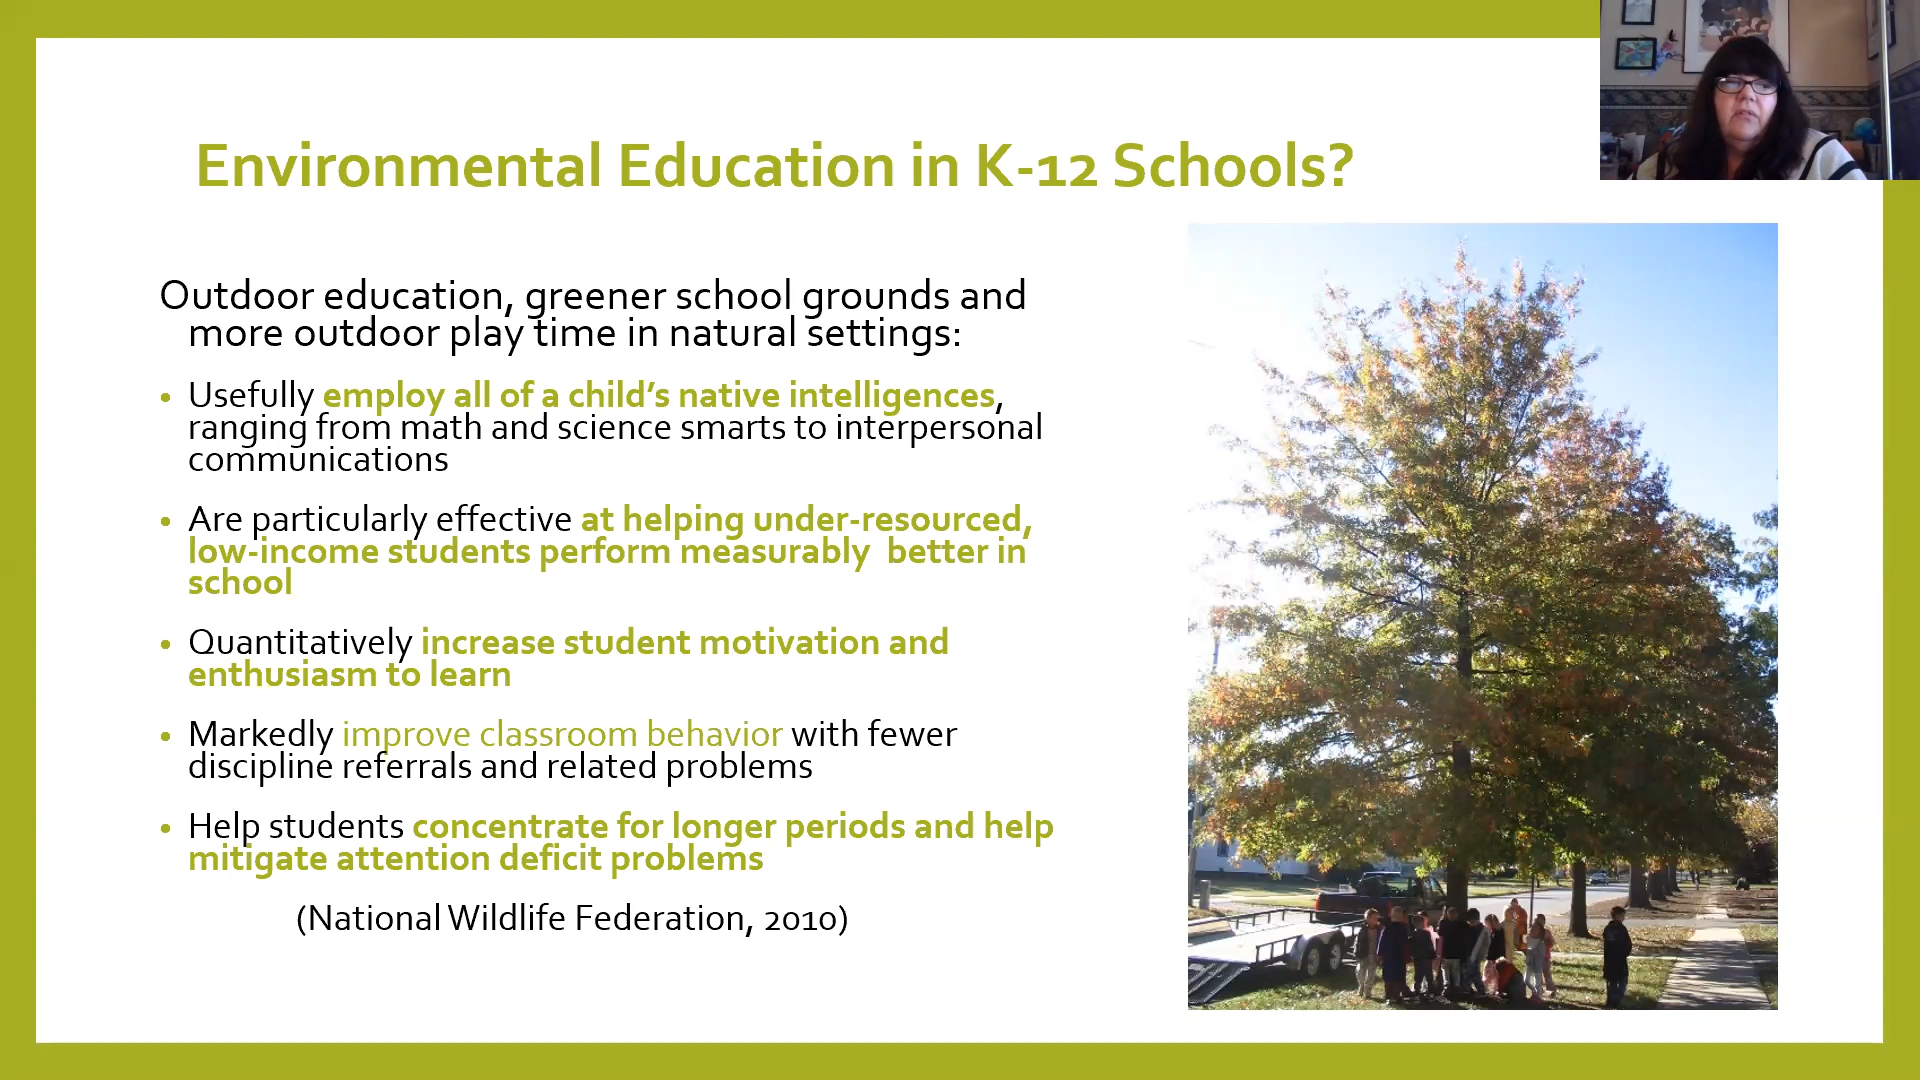 Environmental Education in K-12 Schools?
Outdoor education, greener school grounds and
more outdoor play time in natural settings:
• Usefully employ all of a child’s native intelligences,
ranging from math and science smarts to interpersonal
communications
• Are particularly effective at helping under-resourced,
low-income students perform measurably better in
school
• Quantitatively increase student motivation and
enthusiasm to learn
• Markedly improve classroom behavior with fewer
discipline referrals and related problems
• Help students concentrate for longer periods and help
mitigate attention deficit problems
(National Wildlife Federation, 2010)